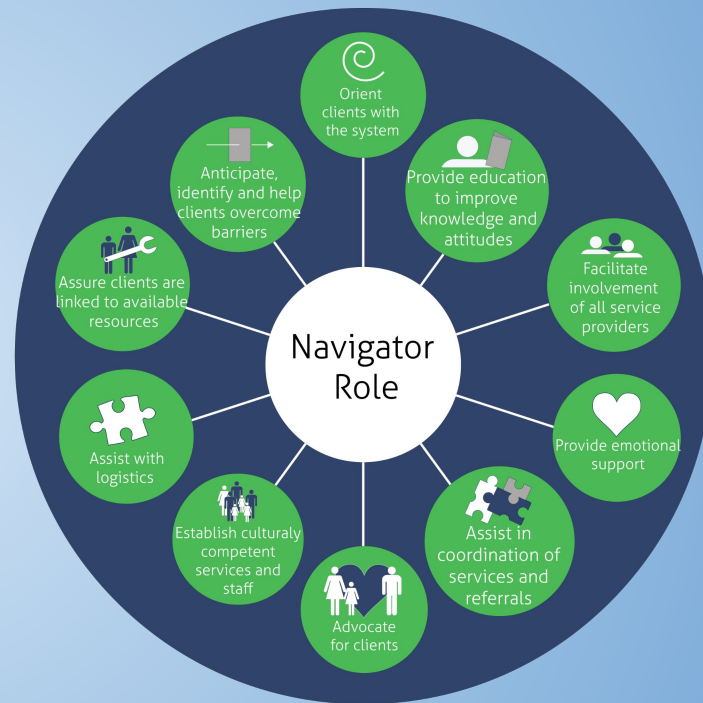 Orient
clients with
the system
Provide education
to improve
knowledge and
attitudes
Facilitate
involvement
of all service
providers
Provide emotional
support
Assist in
coordination of
services and
referrals
Advocate
for clients
Establish culturaly
competent
services and
staff
Assist with
logistics
Assure clients are
linked to available
resources
Anticipate,
identify and help
clients overcome
barriers
Navigator
Role